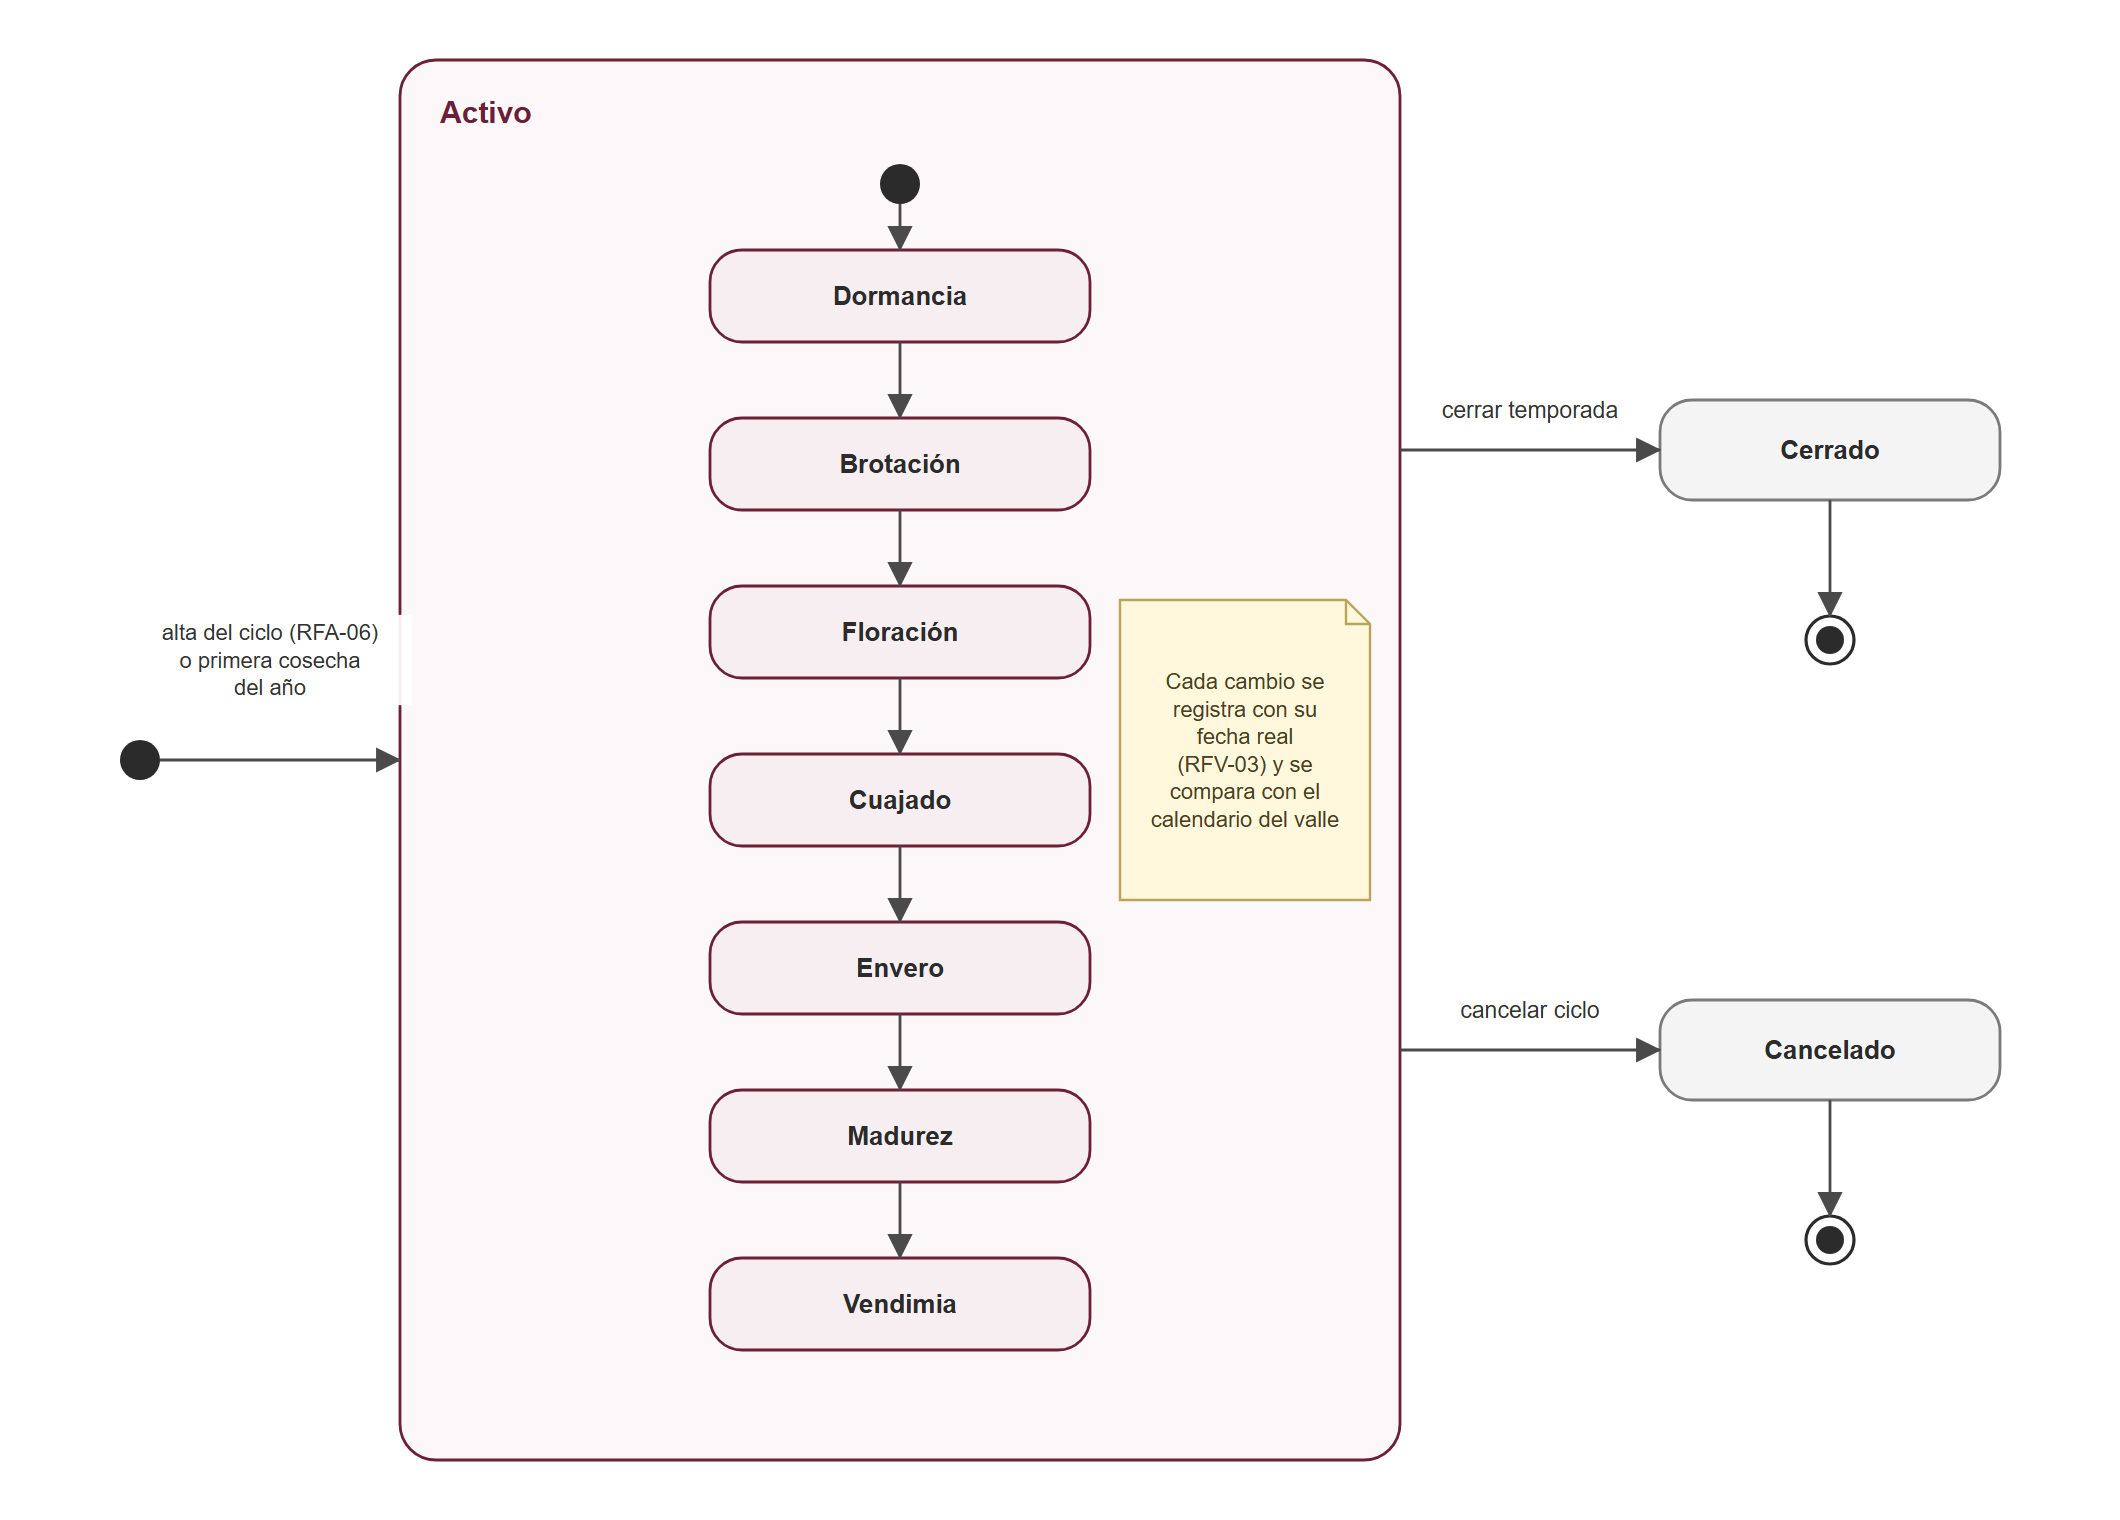 Activo
Dormancia
Brotación
Floración
Cuajado
Envero
Madurez
Vendimia
alta del ciclo (RFA-06)
o primera cosecha
del año
Cada cambio se
registra con su
fecha real
(RFV-03) y se
compara con el
calendario del valle
cerrar temporada
Cerrado
cancelar ciclo
Cancelado